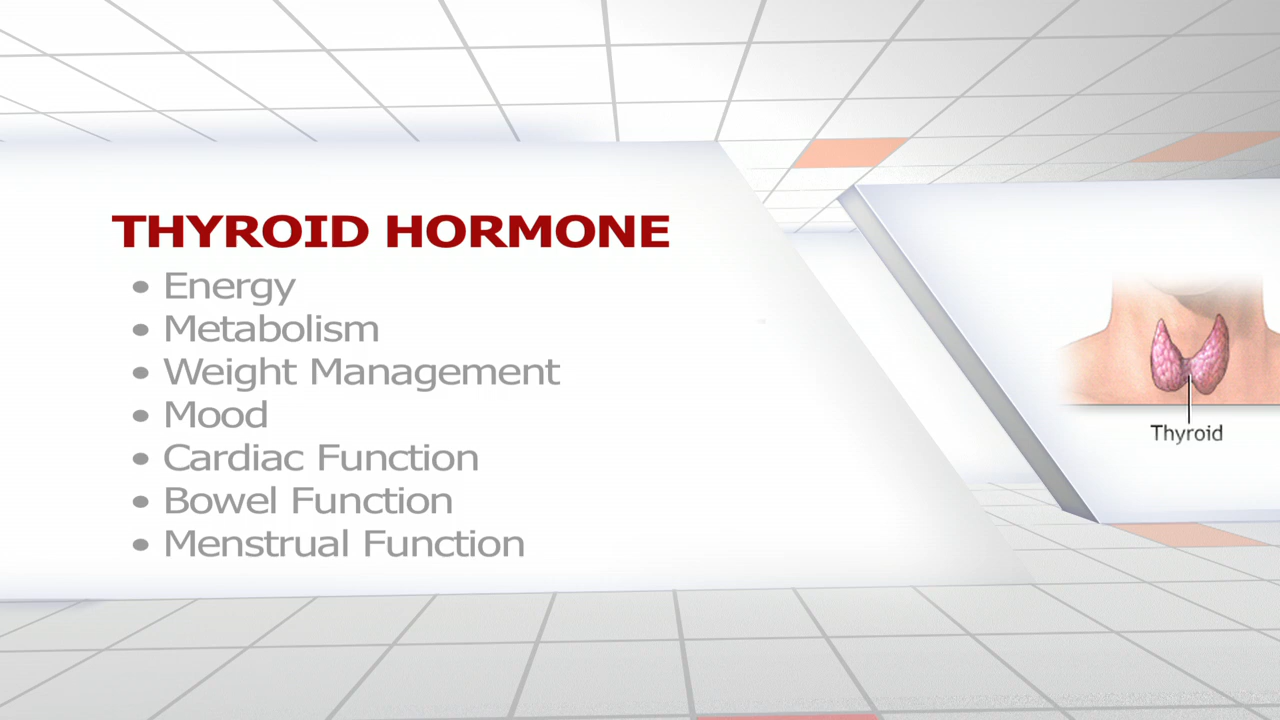 THYROID HORMONE
• Energy
• Metabolism
• Weight Management
• Mood
• Cardiac Function
• Bowel Function
• Menstrual Function
Thyroid